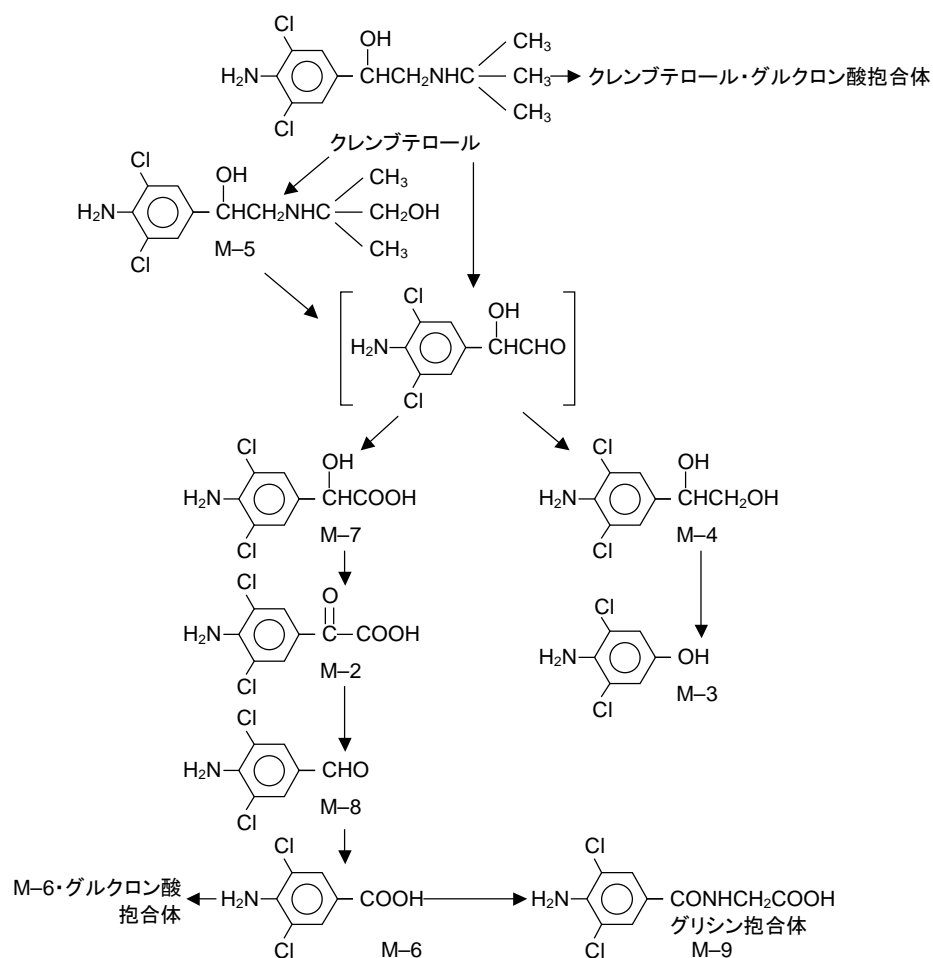 Cl
OH
CH₃
H₂N
CHCH₂NHC
CH₃
クレンブテロール・グルクロン酸抱合体
Cl
CH₃
クレンブテロール
Cl
OH
CH₃
H₂N
CHCH₂NHC
CH₂OH
Cl
M–5
CH₃
Cl
OH
H₂N
CHCHO
Cl
Cl
OH
H₂N
CHCOOH
Cl
M–7
Cl
OH
H₂N
CHCH₂OH
Cl
M–4
Cl
O
H₂N
C
COOH
Cl
M–2
Cl
H₂N
OH
Cl
M–3
Cl
H₂N
CHO
Cl
M–8
M–6・グルクロン酸
抱合体
Cl
H₂N
COOH
Cl
M–6
Cl
H₂N
CONHCH₂COOH
グリシン抱合体
Cl
M–9